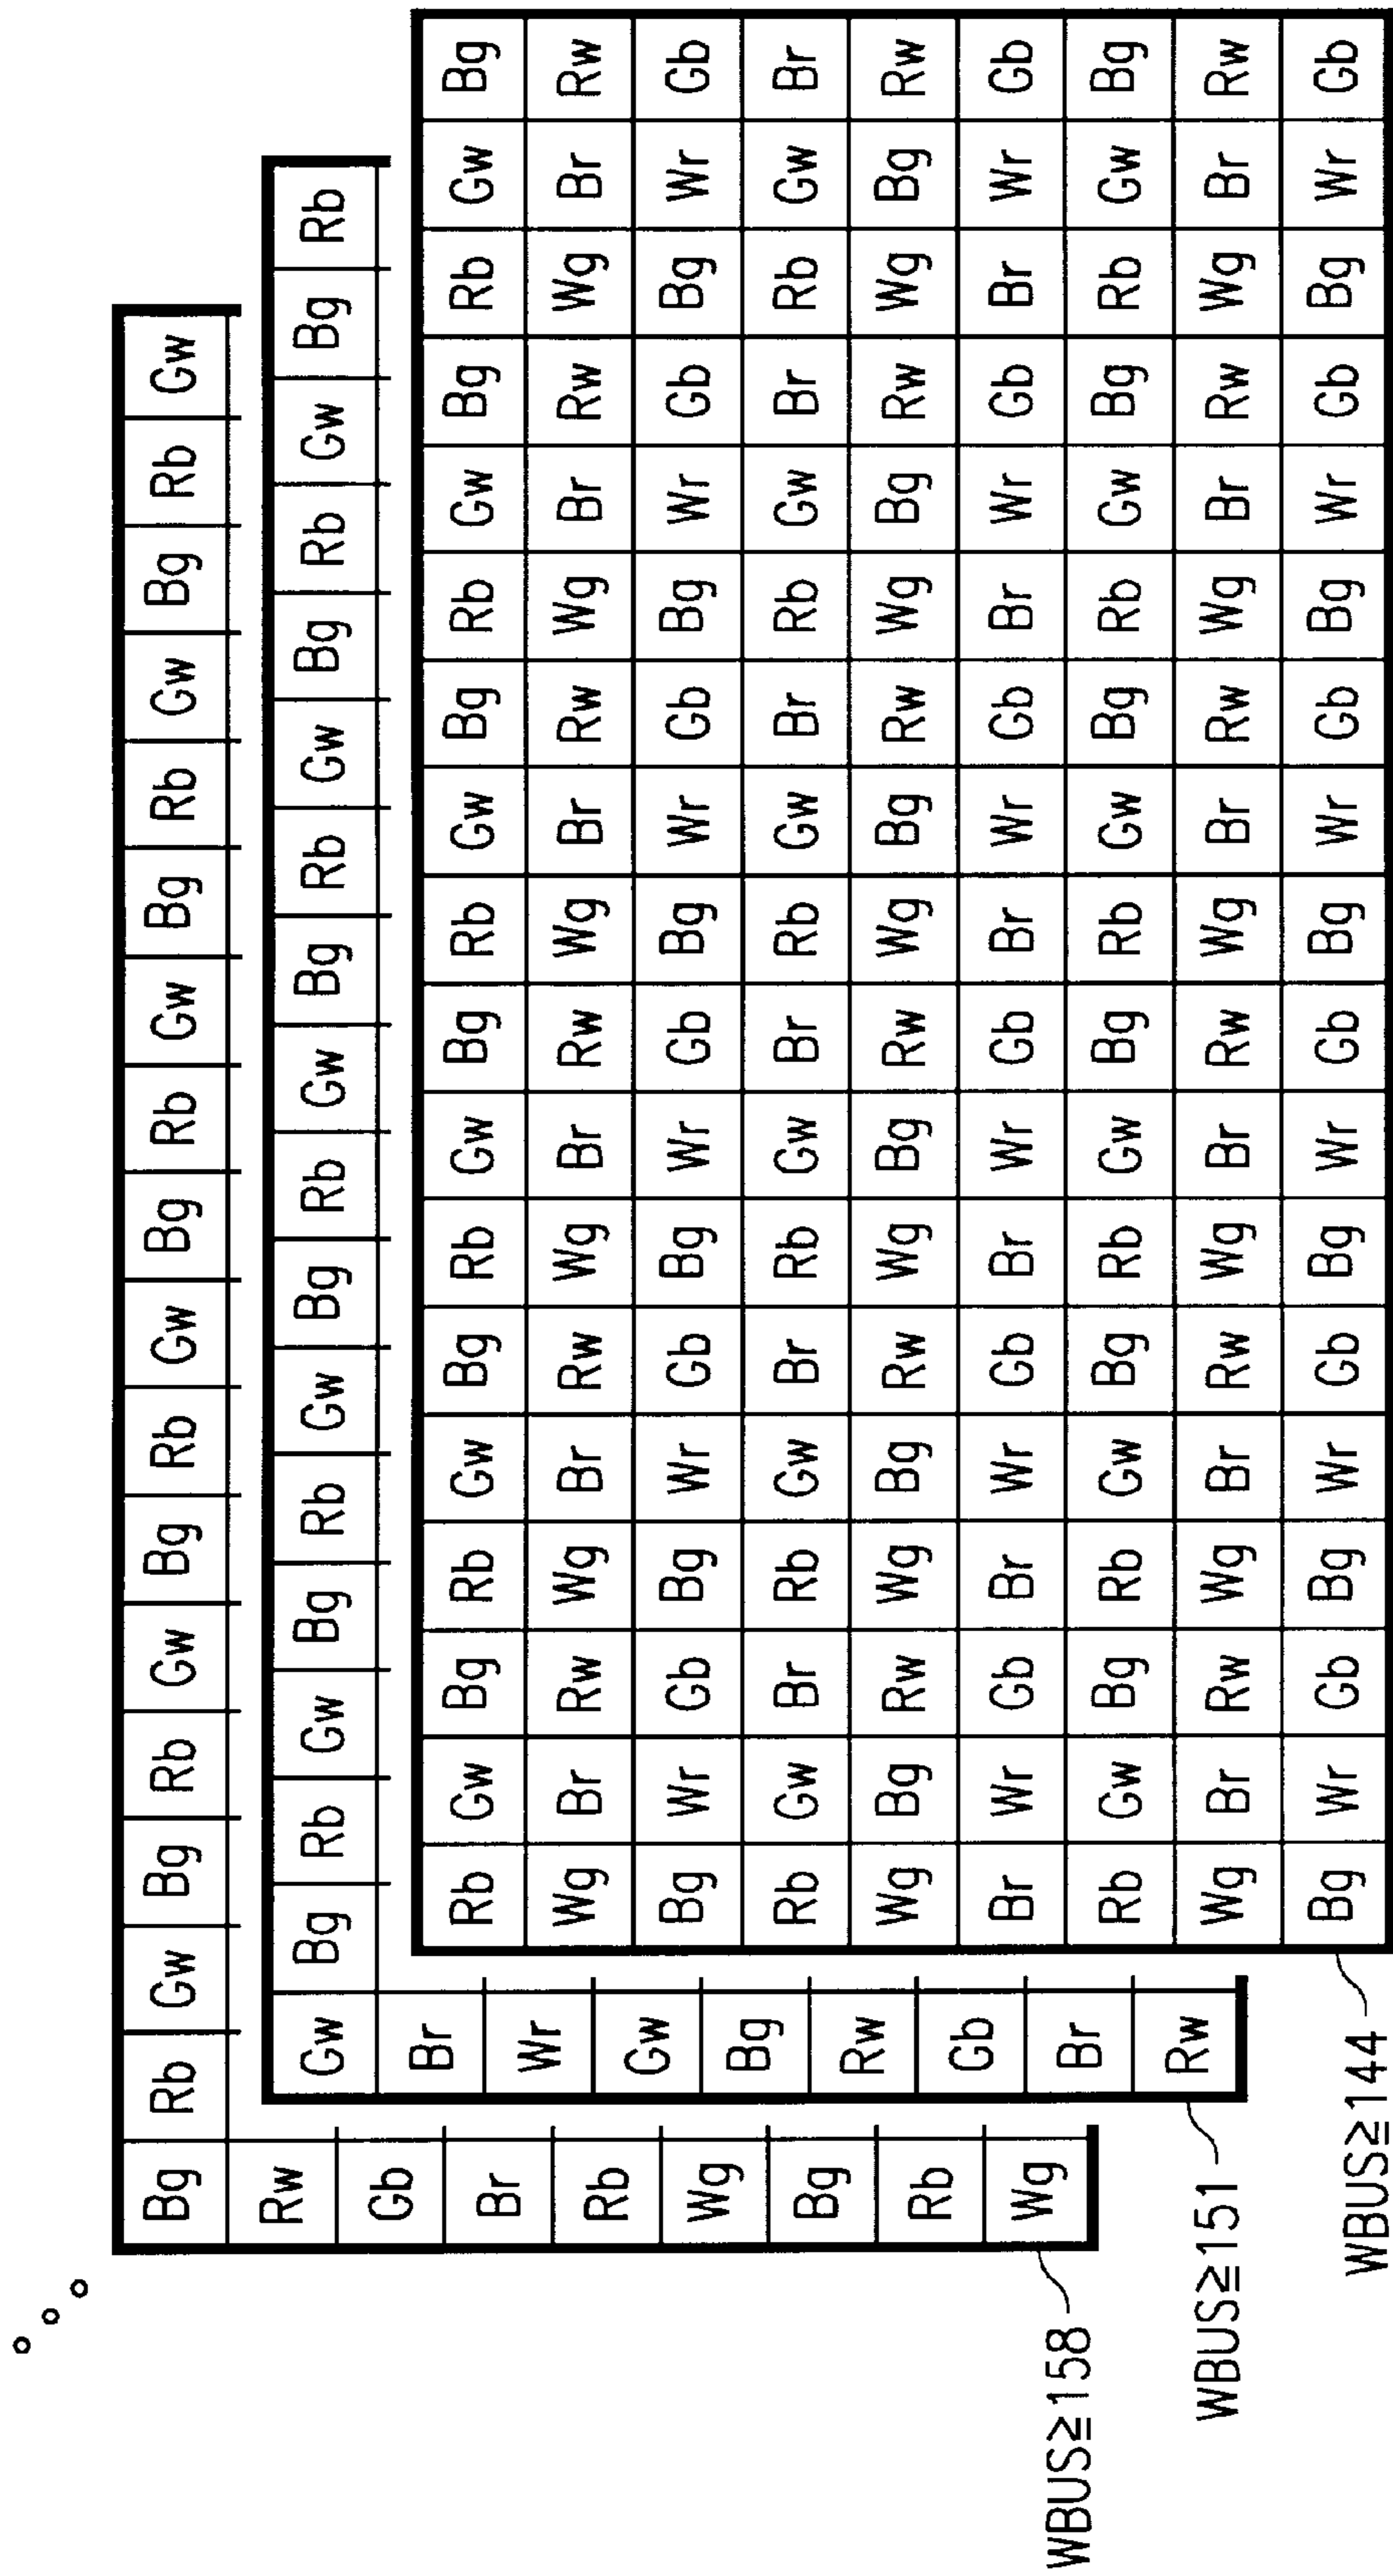 Bg Rb Gw Bg Rb Gw Bg Rb Gw Bg Rb Gw Bg Rb Gw Bg Rb Gw
Rw
Gb
Br
Rb
Wg
Bg
Rb
Wg
WBUS≧158
Gw Bg Rb Gw Bg Rb Gw Bg Rb Gw Bg Rb Gw Bg Rb Gw Bg Rb
Br
Wr
Gw
Bg
Rw
Gb
Br
Rw
WBUS≧151
Rb Gw Bg Rb Gw Bg Rb Gw Bg Rb Gw Bg Rb Gw Bg Rb Gw Bg
Wg Br Rw Wg Br Rw Wg Br Rw Wg Br Rw Wg Br Rw Wg Br Rw
Bg Wr Gb Bg Wr Gb Bg Wr Gb Bg Wr Gb Bg Wr Gb Bg Wr Gb
Rb Gw Br Rb Gw Br Rb Gw Br Rb Gw Br Rb Gw Br Rb Gw Br
Wg Bg Rw Wg Bg Rw Wg Bg Rw Wg Bg Rw Wg Bg Rw Wg Bg Rw
Br Wr Gb Br Wr Gb Br Wr Gb Br Wr Gb Br Wr Gb Br Wr Gb
Rb Gw Bg Rb Gw Bg Rb Gw Bg Rb Gw Bg Rb Gw Bg Rb Gw Bg
Wg Br Rw Wg Br Rw Wg Br Rw Wg Br Rw Wg Br Rw Wg Br Rw
Bg Wr Gb Bg Wr Gb Bg Wr Gb Bg Wr Gb Bg Wr Gb Bg Wr Gb
WBUS≧144